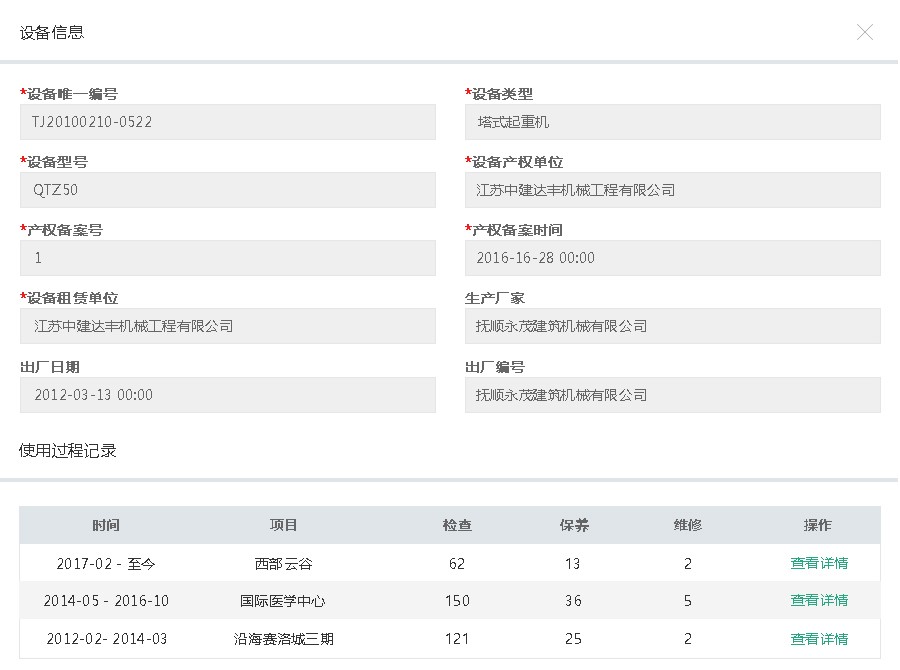 设备信息
*设备唯一编号 *设备类型
TJ20100210-0522 塔式起重机
*设备型号 *设备产权单位
QTZ50 江苏中建达丰机械工程有限公司
*产权备案号 *产权备案时间
1 2016-16-28 00:00
*设备租赁单位 生产厂家
江苏中建达丰机械工程有限公司 抚顺永茂建筑机械有限公司
出厂日期 出厂编号
2012-03-13 00:00 抚顺永茂建筑机械有限公司
使用过程记录
时间 项目 检查 保养 维修 操作
2017-02 - 至今 西部云谷 62 13 2 查看详情
2014-05 - 2016-10 国际医学中心 150 36 5 查看详情
2012-02- 2014-03 沿海赛洛城三期 121 25 2 查看详情